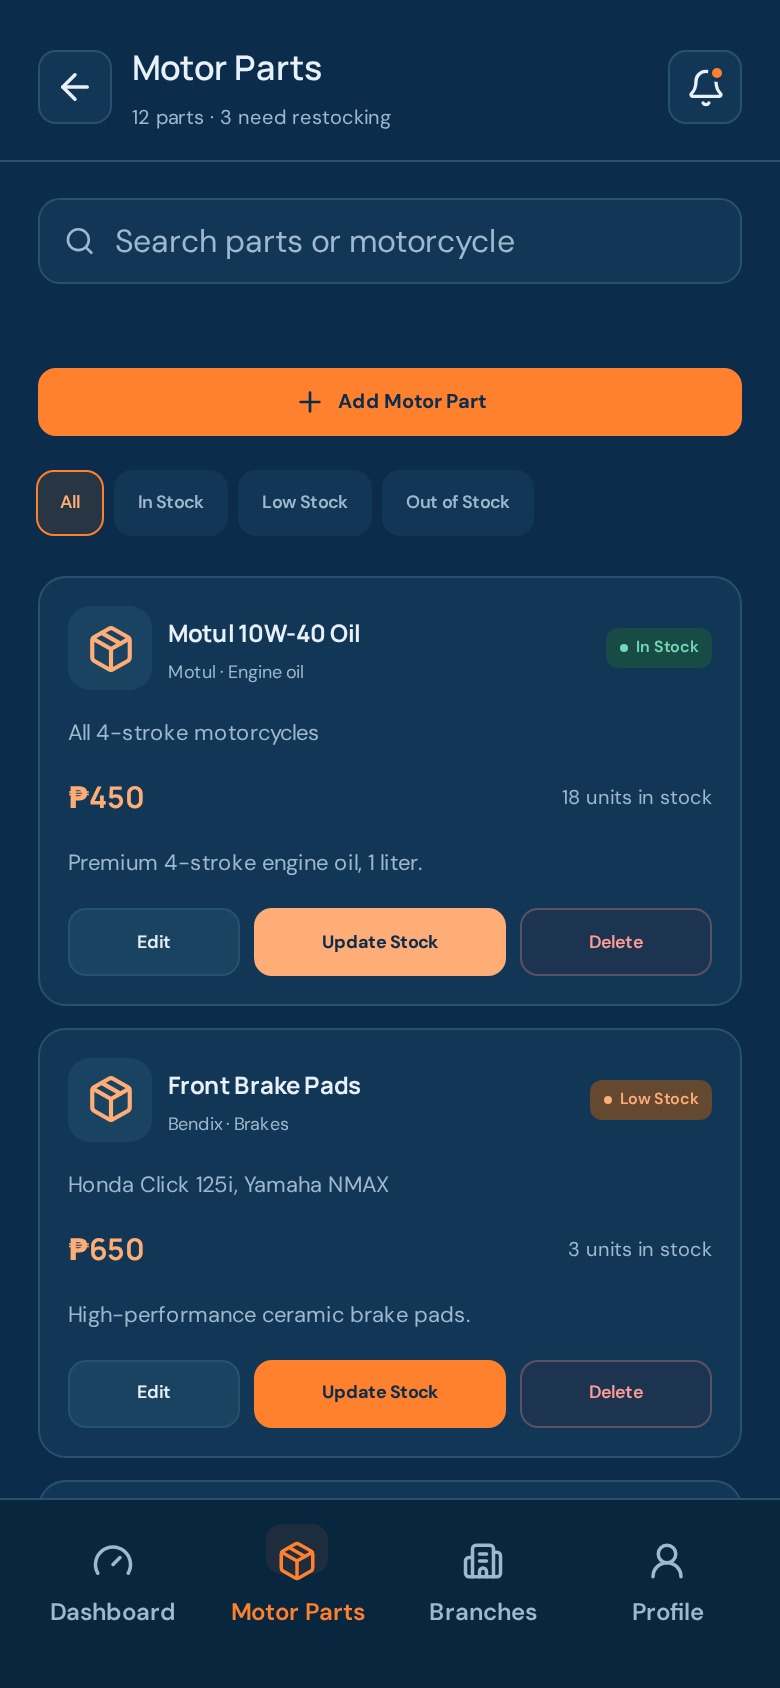 Motor Parts
12 parts · 3 need restocking
Search parts or motorcycle
Add Motor Part
All
In Stock
Low Stock
Out of Stock
Motul 10W-40 Oil
Motul · Engine oil
In Stock
All 4-stroke motorcycles
₱450
18 units in stock
Premium 4-stroke engine oil, 1 liter.
Edit
Update Stock
Delete
Front Brake Pads
Bendix · Brakes
Low Stock
Honda Click 125i, Yamaha NMAX
₱650
3 units in stock
High-performance ceramic brake pads.
Edit
Update Stock
Delete
Dashboard
Motor Parts
Branches
Profile